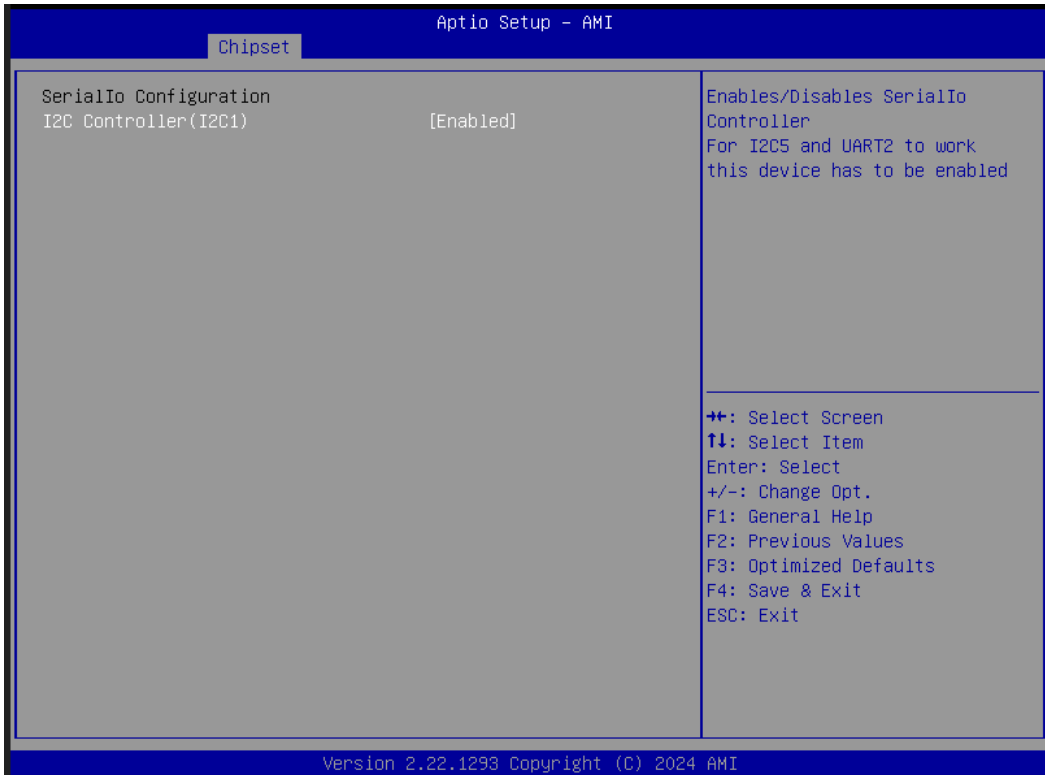 Aptio Setup - AMI
Chipset
SerialIo Configuration
I2C Controller(I2C1) [Enabled]
Enables/Disables SerialIo
Controller
For I2C5 and UART2 to work
this device has to be enabled
→←: Select Screen
↑↓: Select Item
Enter: Select
+/-: Change Opt.
F1: General Help
F2: Previous Values
F3: Optimized Defaults
F4: Save & Exit
ESC: Exit
Version 2.22.1293 Copyright (C) 2024 AMI